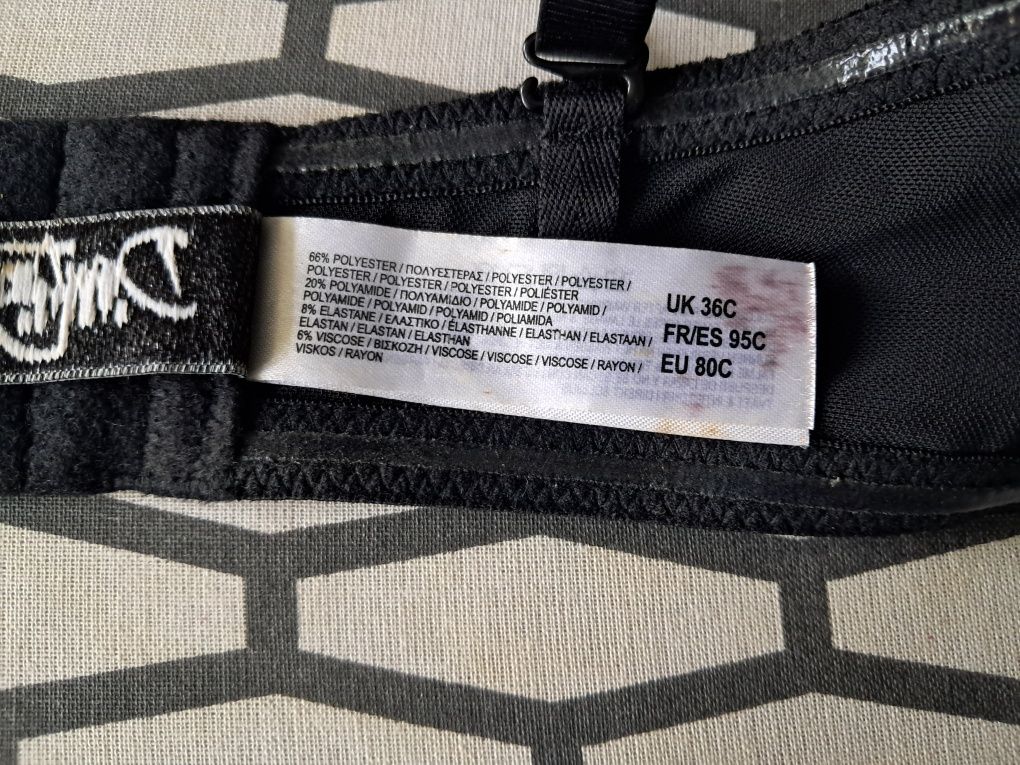 66% POLYESTER / ΠΟΛΥΕΣΤΕΡΑΣ / POLYESTER / POLYESTER /
POLYESTER / POLYESTER / POLYESTER / POLIÉSTER
20% POLYAMIDE / ΠΟΛΥΑΜΙΔΙΟ / POLYAMIDE / POLYAMID /
POLYAMIDE / POLYAMID / POLYAMID / POLIAMIDA
8% ELASTANE / ΕΛΑΣΤΙΚΟ / ÉLASTHANNE / ELASTHAN / ELASTAAN /
ELASTAN / ELASTAN / ELASTHAN
6% VISCOSE / ΒΙΣΚΟΖΗ / VISCOSE / VISCOSE / VISCOSE / RAYON /
VISKOS / RAYON
UK 36C
FR/ES 95C
EU 80C